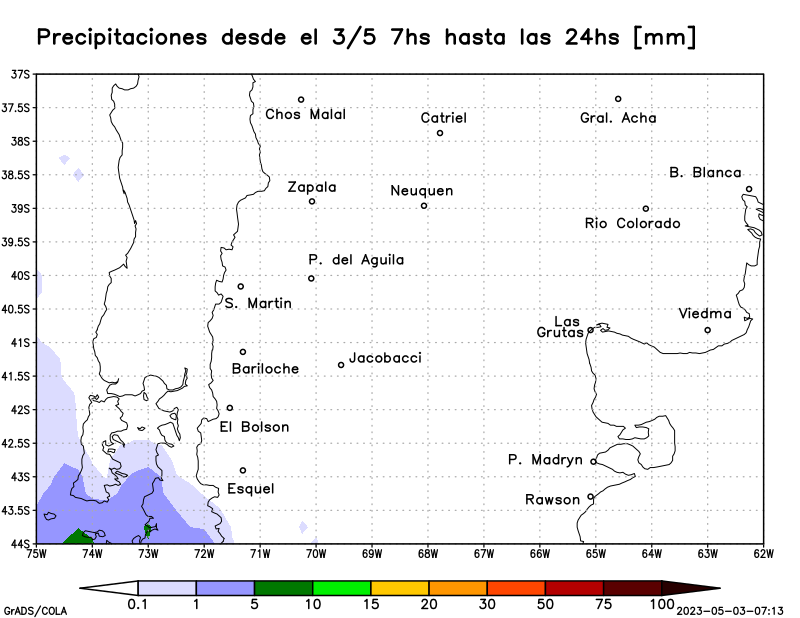 Precipitaciones desde el 3/5 7hs hasta las 24hs [mm]
37S
37.5S
38S
38.5S
39S
39.5S
40S
40.5S
41S
41.5S
42S
42.5S
43S
43.5S
44S
Chos Malal
Catriel
Gral. Acha
B. Blanca
Zapala
Neuquen
Rio Colorado
P. del Aguila
S. Martin
Viedma
Las
Grutas
Jacobacci
Bariloche
El Bolson
P. Madryn
Esquel
Rawson
75W 74W 73W 72W 71W 70W 69W 68W 67W 66W 65W 64W 63W 62W
0.1 1 5 10 15 20 30 50 75 100
GrADS/COLA 2023-05-03-07:13